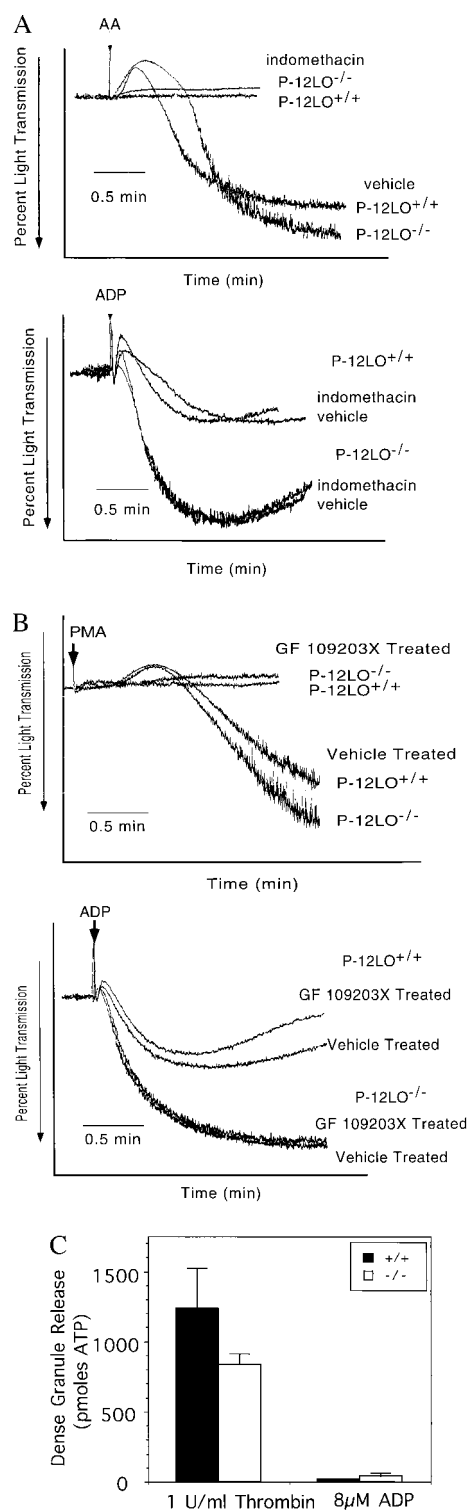 A
AA
indomethacin
P-12LO-/-
P-12LO+/+
Percent Light Transmission
0.5 min
vehicle
P-12LO+/+
P-12LO-/-
Time (min)
ADP
P-12LO+/+
indomethacin
vehicle
Percent Light Transmission
P-12LO-/-
0.5 min
indomethacin
vehicle
Time (min)
B
PMA
GF 109203X Treated
P-12LO-/-
P-12LO+/+
Percent Light Transmission
Vehicle Treated
P-12LO+/+
0.5 min
P-12LO-/-
Time (min)
ADP
P-12LO+/+
GF 109203X Treated
Vehicle Treated
Percent Light Transmission
P-12LO-/-
0.5 min
GF 109203X Treated
Vehicle Treated
Time (min)
C
+/+
-/-
Dense Granule Release
(pmoles ATP)
1500
1000
500
0
1 U/ml Thrombin
8μM ADP